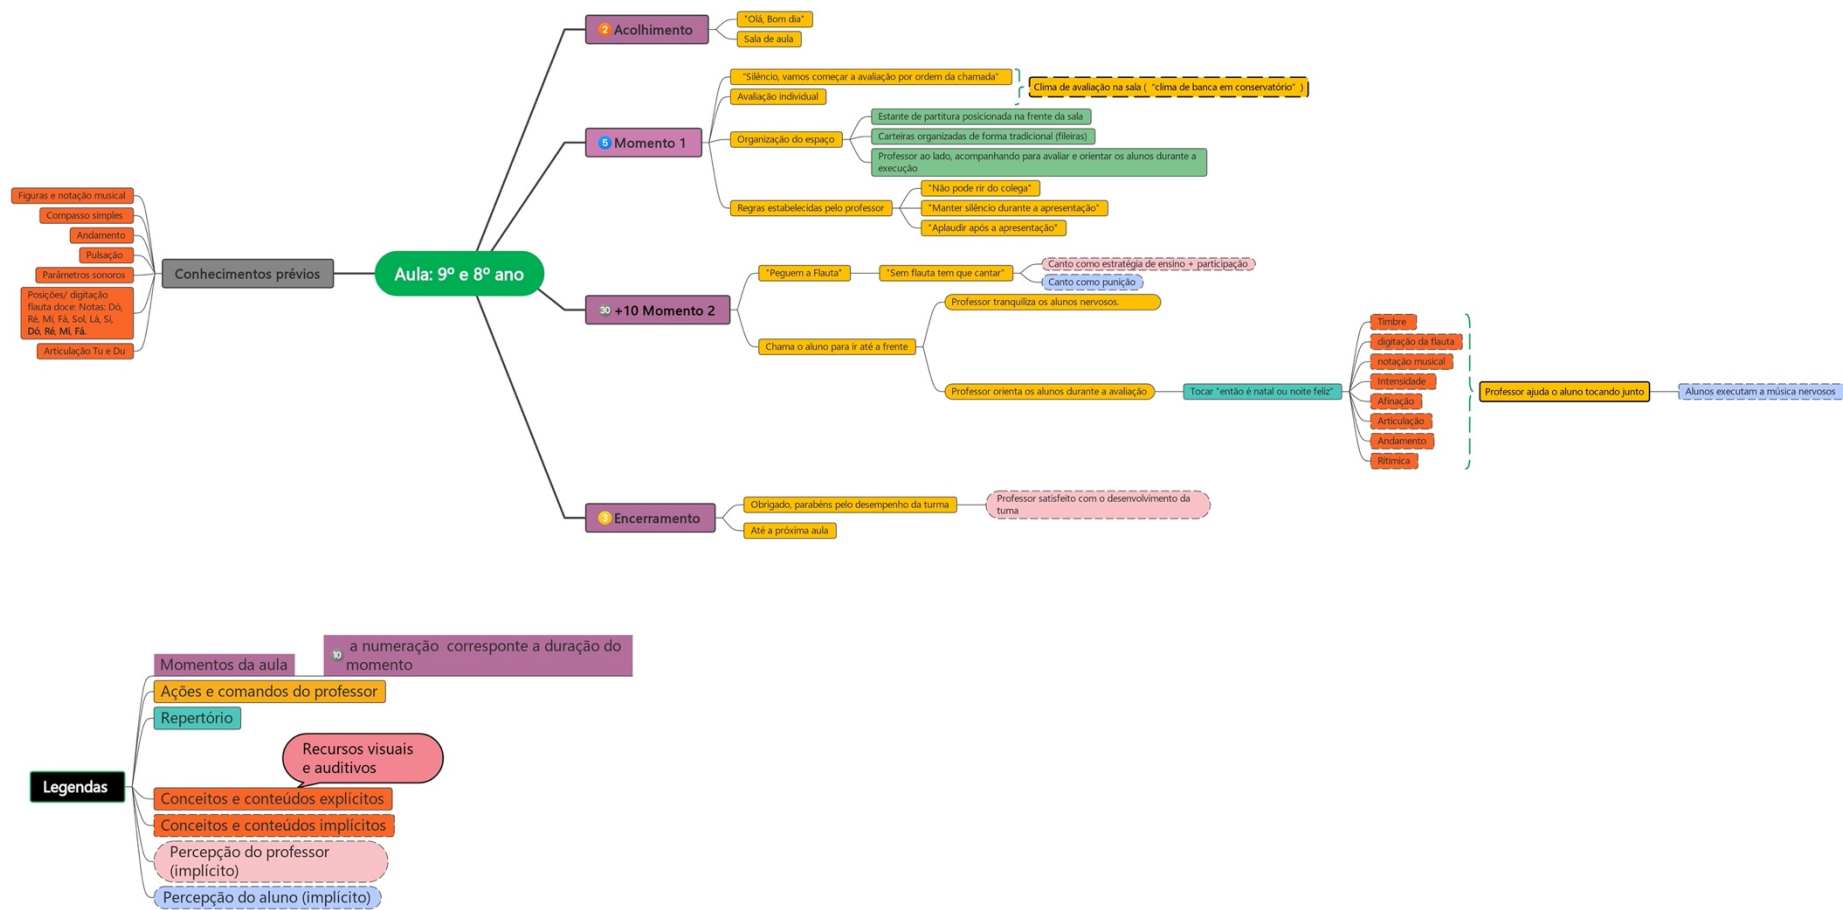 2 Acolhimento
"Olá, Bom dia"
Sala de aula
5 Momento 1
"Silêncio, vamos começar a avaliação por ordem da chamada"
Avaliação individual
Clima de avaliação na sala ( "clima de banca em conservatório" )
Organização do espaço
Estante de partitura posicionada na frente da sala
Carteiras organizadas de forma tradicional (fileiras)
Professor ao lado, acompanhando para avaliar e orientar os alunos durante a
execução
Regras estabelecidas pelo professor
"Não pode rir do colega"
"Manter silêncio durante a apresentação"
"Aplaudir após a apresentação"
Figuras e notação musical
Compasso simples
Andamento
Pulsação
Parâmetros sonoros
Posições/ digitação
flauta doce: Notas: Dó,
Ré, Mi, Fá, Sol, Lá, Si,
Dó, Ré, Mi, Fá.
Articulação Tu e Du
Conhecimentos prévios
Aula: 9º e 8º ano
30 +10 Momento 2
"Peguem a Flauta"
"Sem flauta tem que cantar"
Canto como estratégia de ensino + participação
Canto como punição
Chama o aluno para ir até a frente
Professor tranquiliza os alunos nervosos.
Professor orienta os alunos durante a avaliação
Tocar "então é natal ou noite feliz"
Timbre
digitação da flauta
notação musical
Intensidade
Afinação
Articulação
Andamento
Ritimica
Professor ajuda o aluno tocando junto
Alunos executam a música nervosos
3 Encerramento
Obrigado, parabéns pelo desempenho da turma
Professor satisfeito com o desenvolvimento da
tuma
Até a próxima aula
Legendas
Momentos da aula
10 a numeração corresponte a duração do
momento
Ações e comandos do professor
Repertório
Recursos visuais
e auditivos
Conceitos e conteúdos explícitos
Conceitos e conteúdos implícitos
Percepção do professor
(implícito)
Percepção do aluno (implícito)